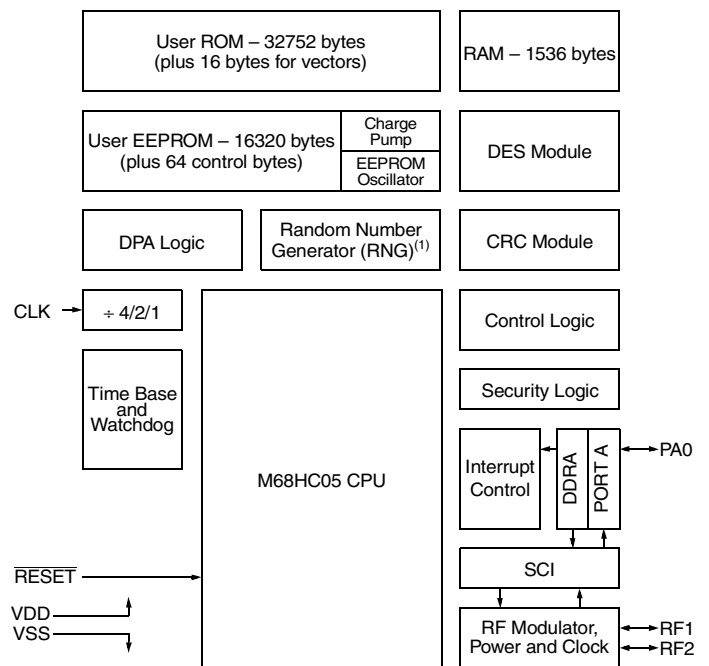 User ROM – 32752 bytes
(plus 16 bytes for vectors)
RAM – 1536 bytes
User EEPROM – 16320 bytes
(plus 64 control bytes)
Charge
Pump
EEPROM
Oscillator
DES Module
DPA Logic
Random Number
Generator (RNG)(1)
CRC Module
CLK
÷ 4/2/1
Control Logic
Time Base
and
Watchdog
Security Logic
M68HC05 CPU
Interrupt
Control
DDRA
PORT A
PA0
RESET
SCI
VDD
VSS
RF Modulator,
Power and Clock
RF1
RF2